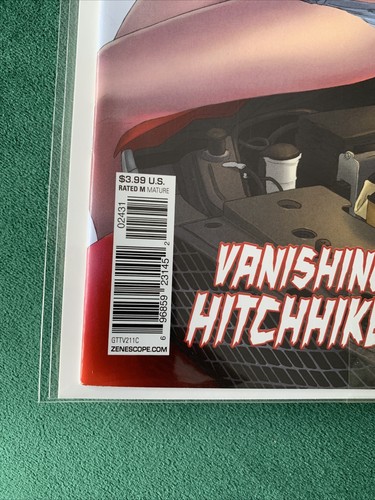 $3.99 U.S.
RATED M MATURE
02431
6 96859 23145 2
GTTV211C
ZENESCOPE.COM
VANISHING
HITCHHIKE